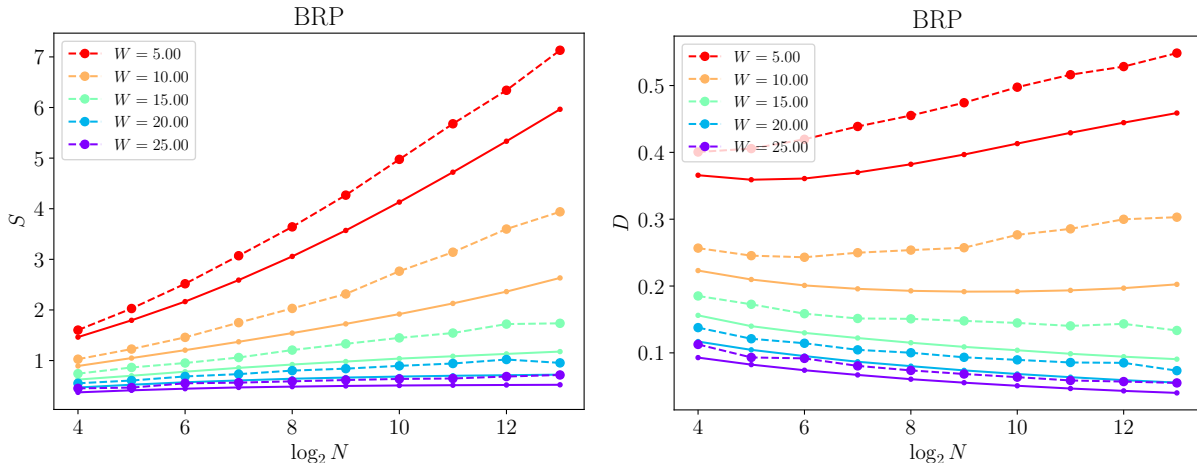 BRP
7
6
5
4
3
2
1
S
W = 5.00
W = 10.00
W = 15.00
W = 20.00
W = 25.00
4 6 8 10 12
log₂ N
BRP
0.5
0.4
0.3
0.2
0.1
D
W = 5.00
W = 10.00
W = 15.00
W = 20.00
W = 25.00
4 6 8 10 12
log₂ N